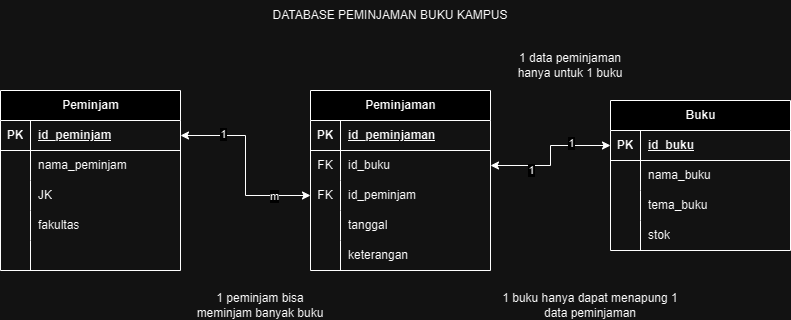 DATABASE PEMINJAMAN BUKU KAMPUS
1 data peminjaman
hanya untuk 1 buku
Peminjam
PK id_peminjam
nama_peminjam
JK
fakultas
1
m
Peminjaman
PK id_peminjaman
FK id_buku
FK id_peminjam
tanggal
keterangan
1
1
Buku
PK id_buku
nama_buku
tema_buku
stok
1 peminjam bisa
meminjam banyak buku
1 buku hanya dapat menapung 1
data peminjaman